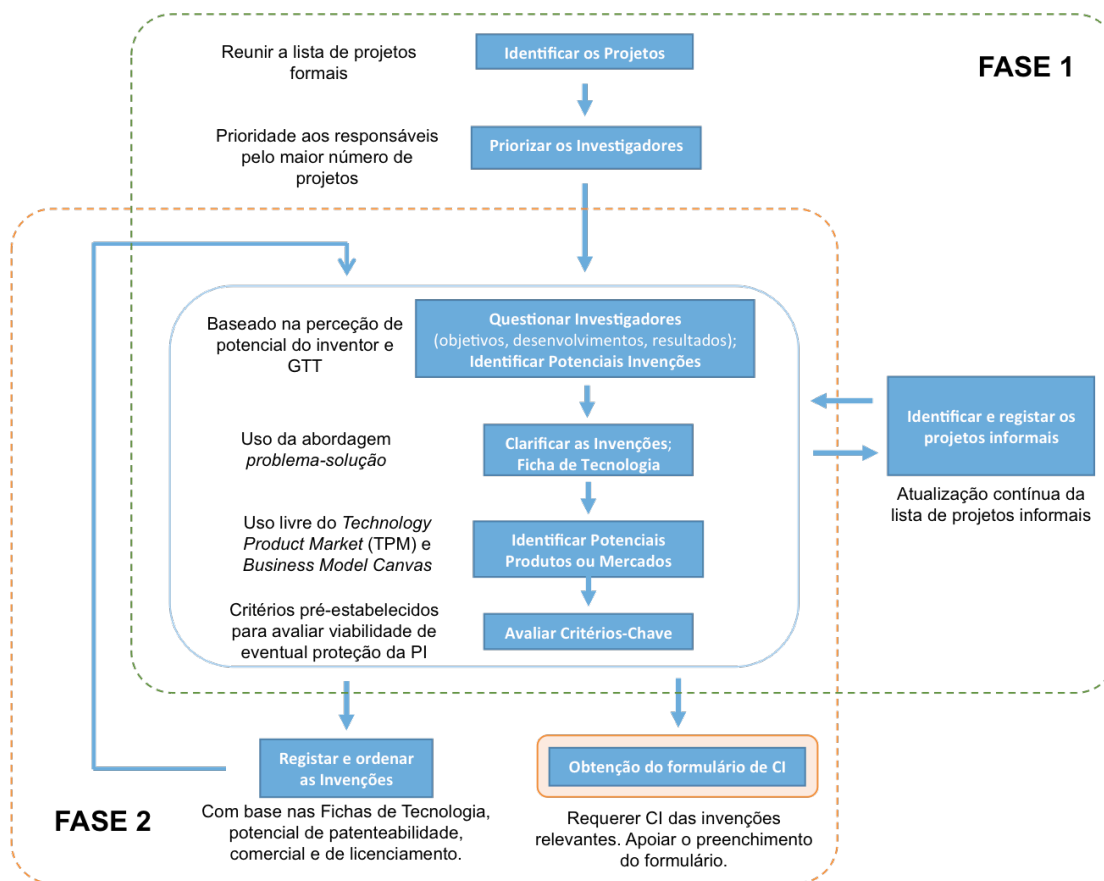 Reunir a lista de projetos
formais
Identificar os Projetos
FASE 1
Prioridade aos responsáveis
pelo maior número de
projetos
Priorizar os Investigadores
Baseado na perceção de
potencial do inventor e
GTT
Questionar Investigadores
(objetivos, desenvolvimentos, resultados);
Identificar Potenciais Invenções
Identificar e registar os
projetos informais
Atualização contínua da
lista de projetos informais
Uso da abordagem
problema-solução
Clarificar as Invenções;
Ficha de Tecnologia
Uso livre do Technology
Product Market (TPM) e
Business Model Canvas
Identificar Potenciais
Produtos ou Mercados
Critérios pré-estabelecidos
para avaliar viabilidade de
eventual proteção da PI
Avaliar Critérios-Chave
Registar e ordenar
as Invenções
Com base nas Fichas de Tecnologia,
potencial de patenteabilidade,
comercial e de licenciamento.
Obtenção do formulário de CI
Requerer CI das invenções
relevantes. Apoiar o preenchimento
do formulário.
FASE 2